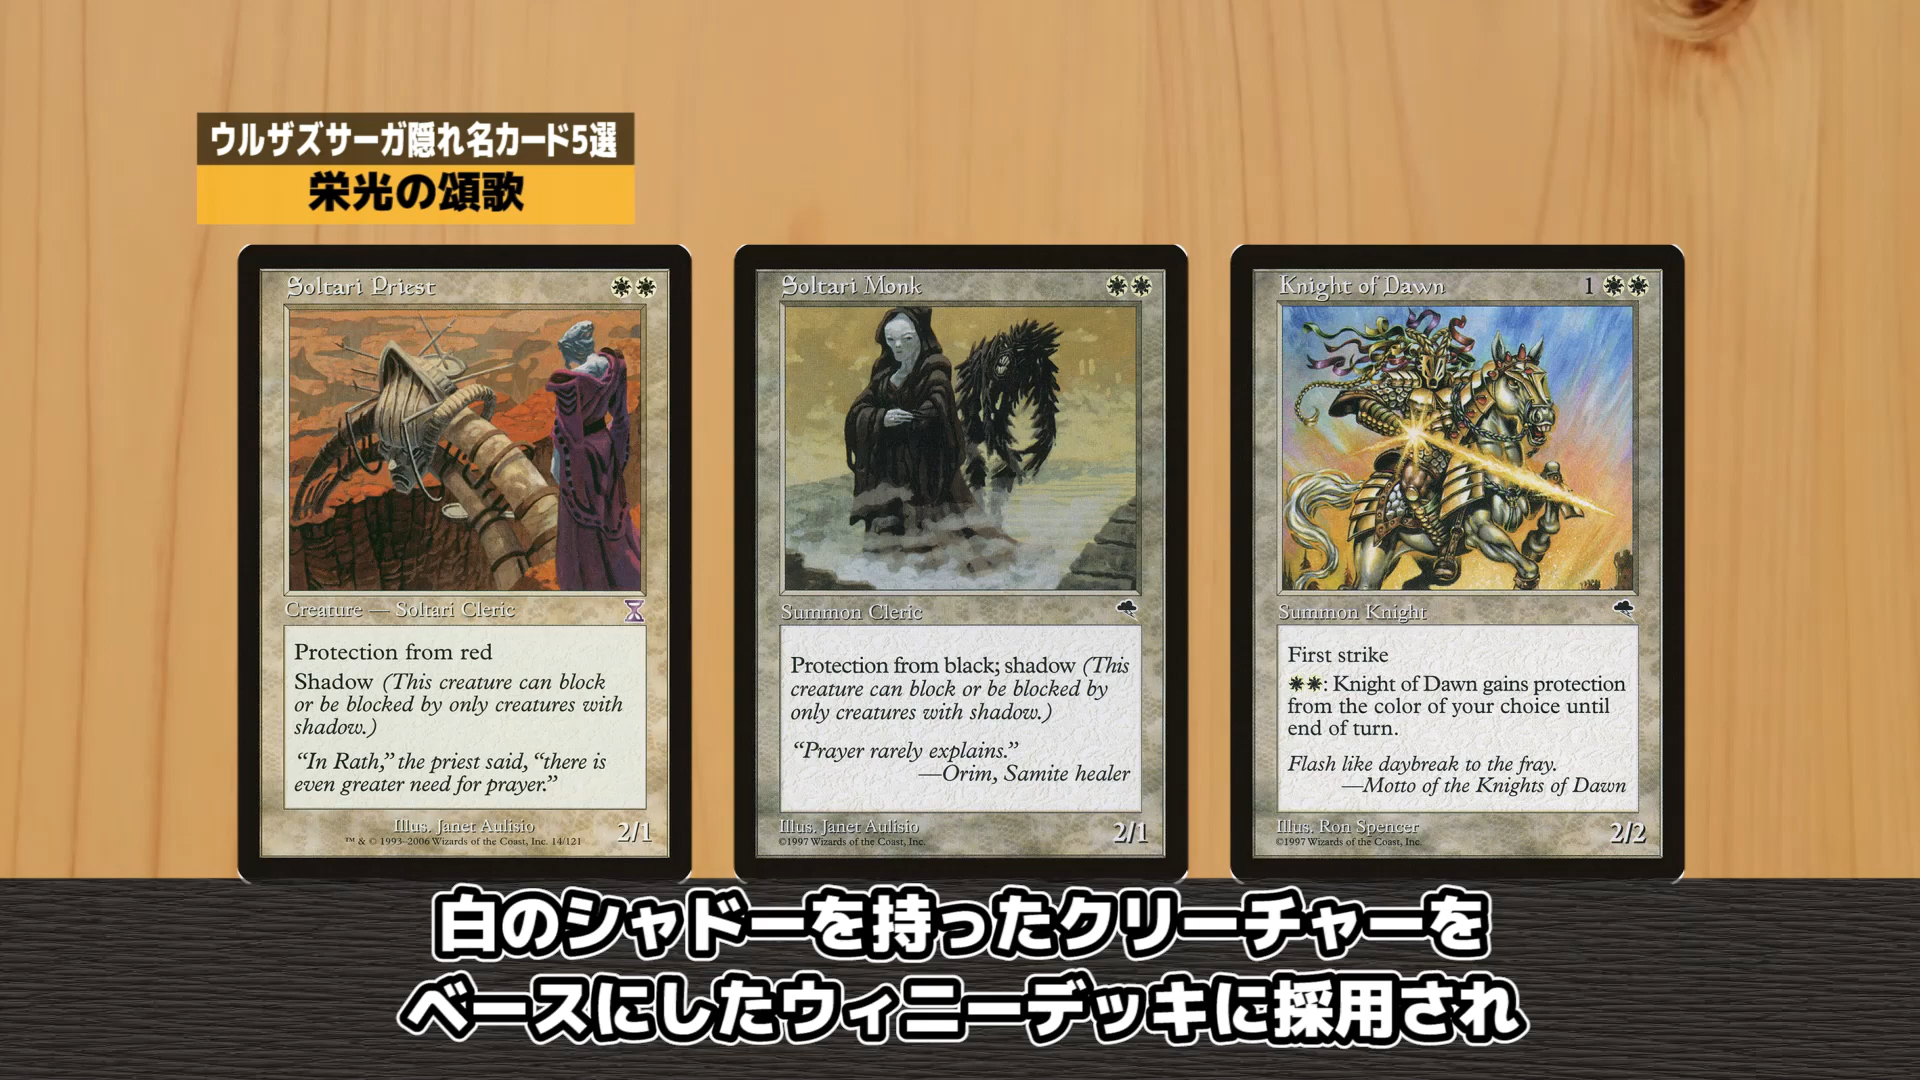 ウルザズサーガ隠れ名カード5選
栄光の頌歌
Soltari Priest
Creature — Soltari Cleric
Protection from red
Shadow (This creature can block
or be blocked by only creatures with
shadow.)
“In Rath,” the priest said, “there is
even greater need for prayer.”
Illus. Janet Aulisio
™ & © 1993–2006 Wizards of the Coast, Inc. 14/121
2/1
Soltari Monk
Summon Cleric
Protection from black; shadow (This
creature can block or be blocked by
only creatures with shadow.)
“Prayer rarely explains.”
—Orim, Samite healer
Illus. Janet Aulisio
©1997 Wizards of the Coast, Inc.
2/1
Knight of Dawn 1
Summon Knight
First strike
: Knight of Dawn gains protection
from the color of your choice until
end of turn.
Flash like daybreak to the fray.
—Motto of the Knights of Dawn
Illus. Ron Spencer
©1997 Wizards of the Coast, Inc.
2/2
白のシャドーを持ったクリーチャーを
ベースにしたウィニーデッキに採用され